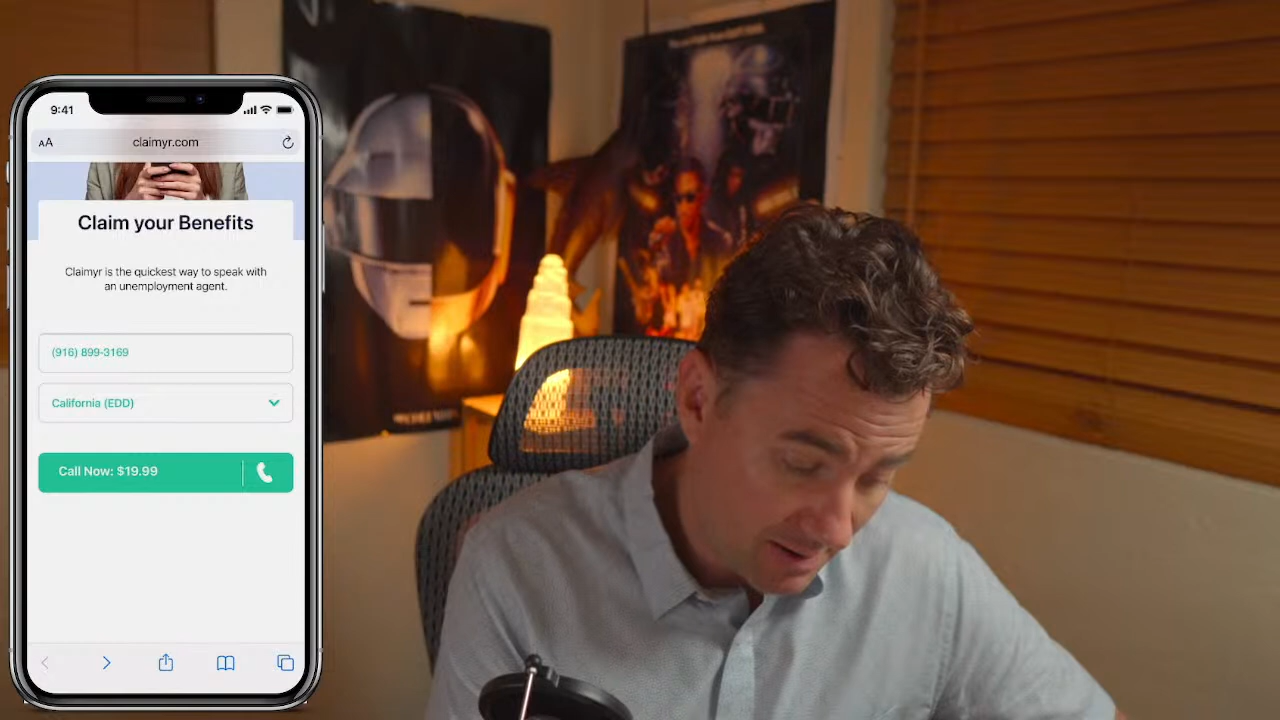 9:41
AA
claimyr.com
Claim your Benefits
Claimyr is the quickest way to speak with
an unemployment agent.
(916) 899-3169
California (EDD)
Call Now: $19.99